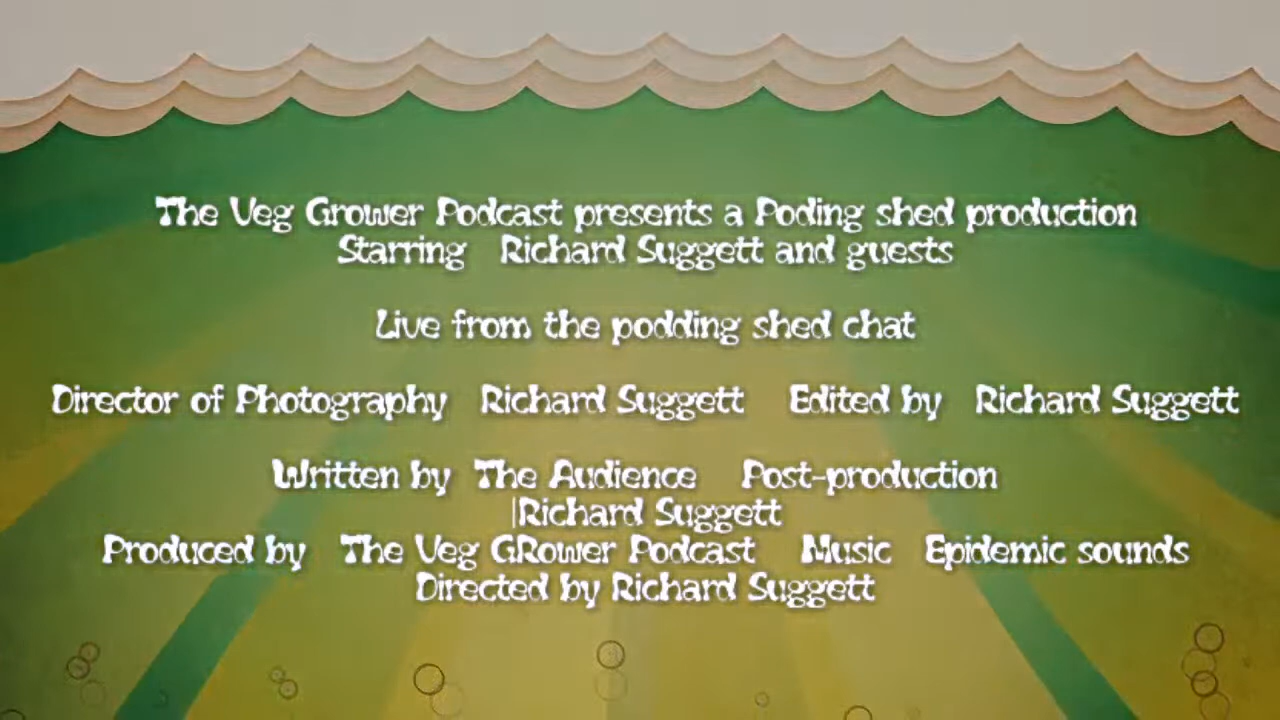 The Veg Grower Podcast presents a Poding shed production
Starring Richard Suggett and guests
Live from the podding shed chat
Director of Photography Richard Suggett Edited by Richard Suggett
Written by The Audience Post-production
|Richard Suggett
Produced by The Veg GRower Podcast Music Epidemic sounds
Directed by Richard Suggett